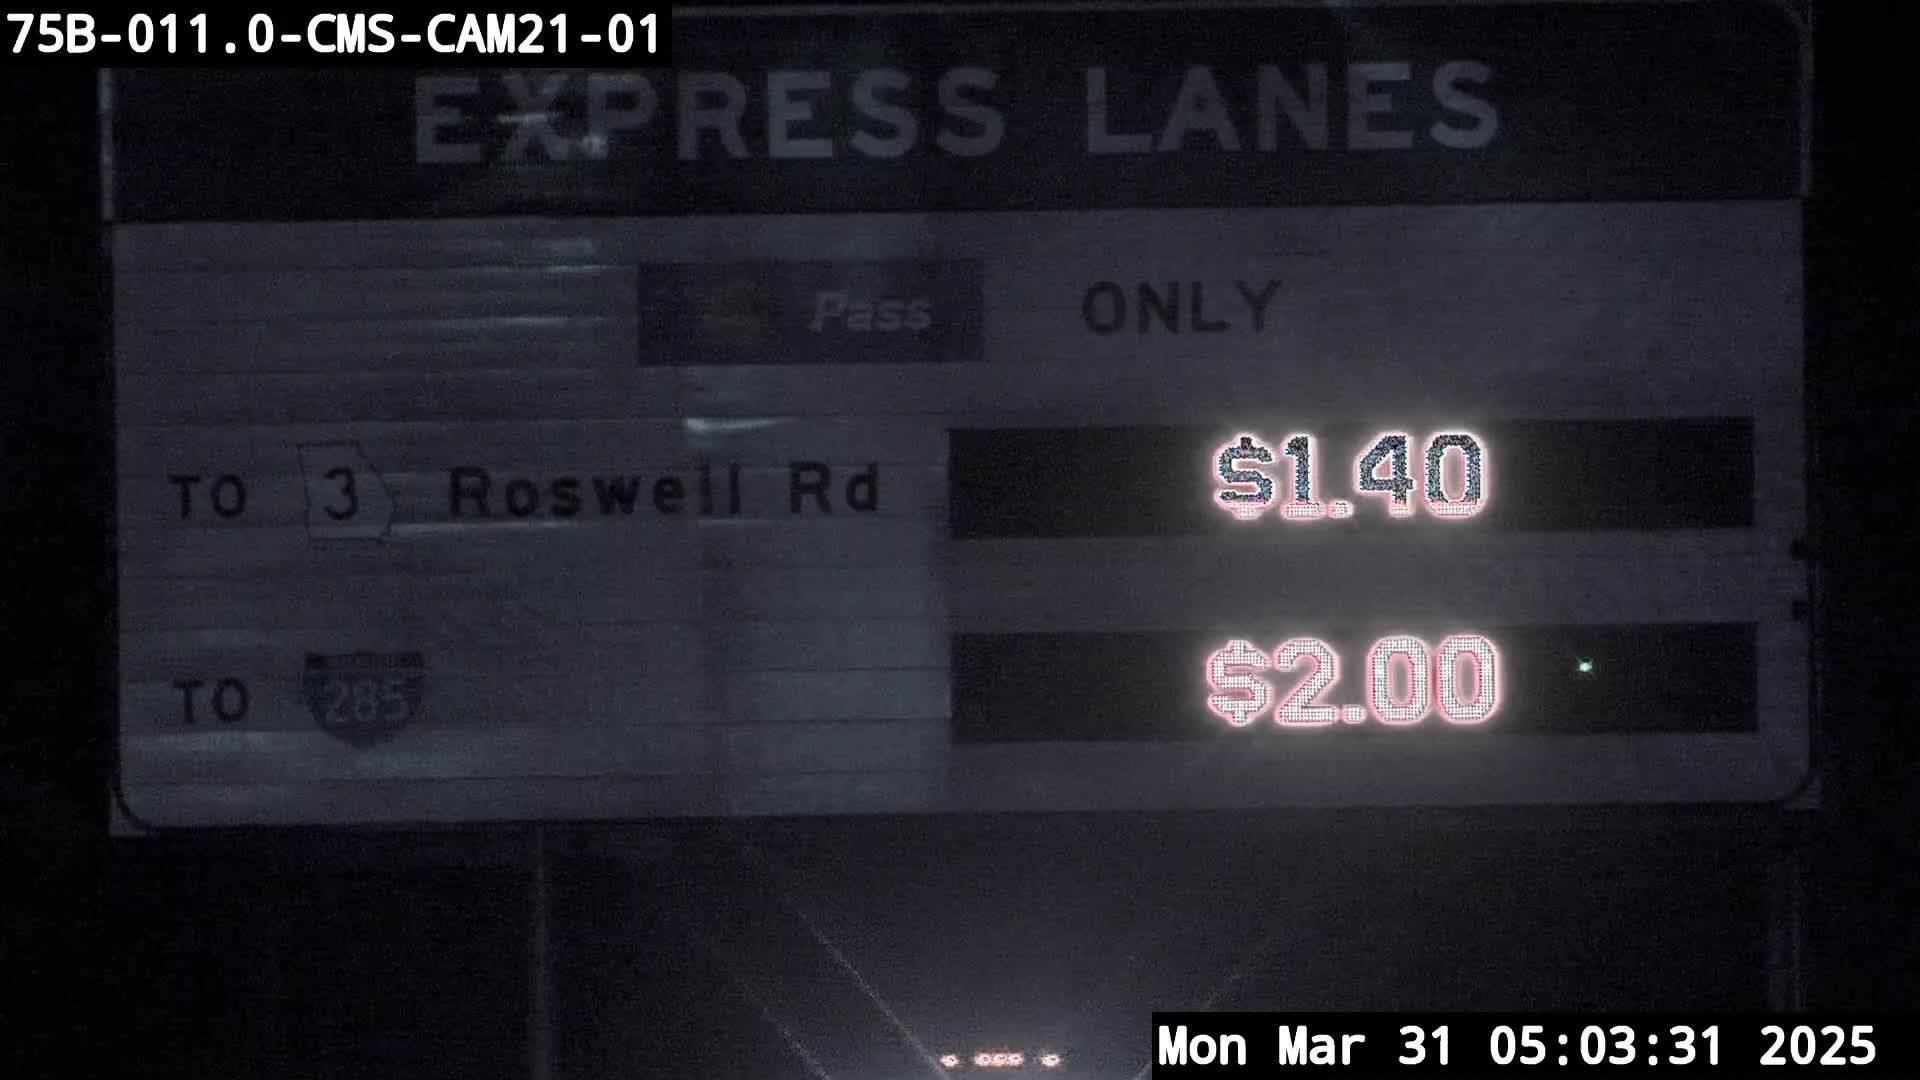 75B-011.0-CMS-CAM21-01
EXPRESS LANES
Pass ONLY
TO 3 Roswell Rd $1.40
TO 285 $2.00
Mon Mar 31 05:03:31 2025